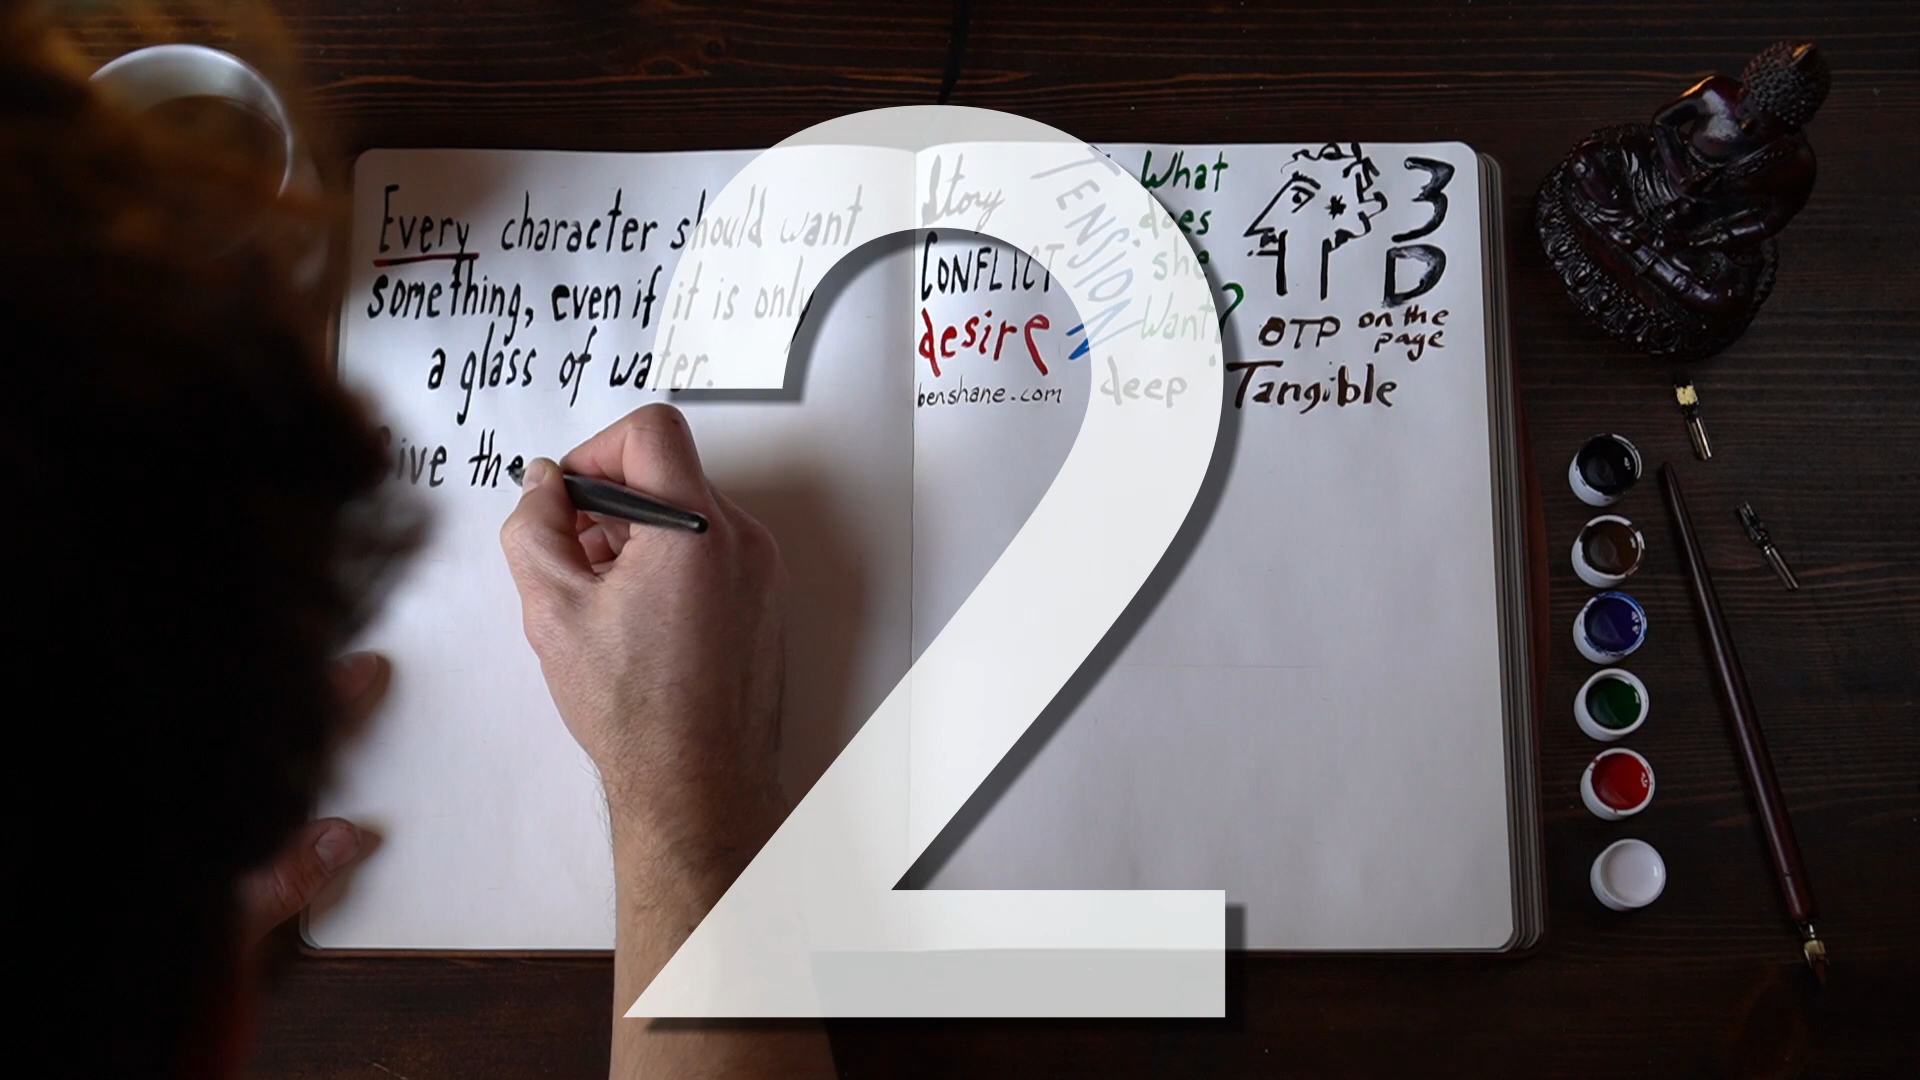 Every character should want
something, even if it is only
a glass of water.
ive the
Story
CONFLICT
desire
benshane.com
TENSION
What
does
she
Want?
deep
3
D
OTP on the
page
Tangible
2